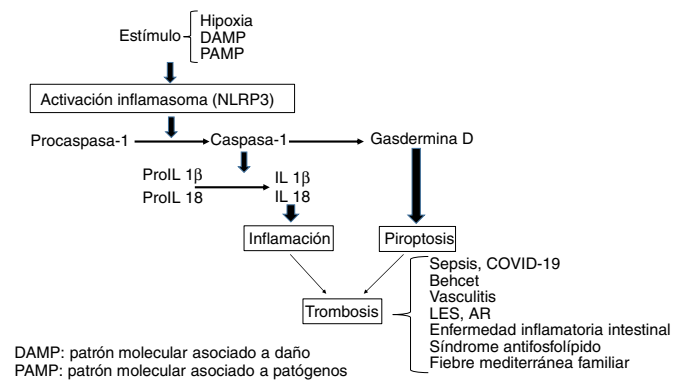 Estímulo
Hipoxia
DAMP
PAMP
Activación inflamasoma (NLRP3)
Procaspasa-1
Caspasa-1
Gasdermina D
ProIL 1β
ProIL 18
IL 1β
IL 18
Inflamación
Piroptosis
Trombosis
Sepsis, COVID-19
Behcet
Vasculitis
LES, AR
Enfermedad inflamatoria intestinal
Síndrome antifosfolípido
Fiebre mediterránea familiar
DAMP: patrón molecular asociado a daño
PAMP: patrón molecular asociado a patógenos